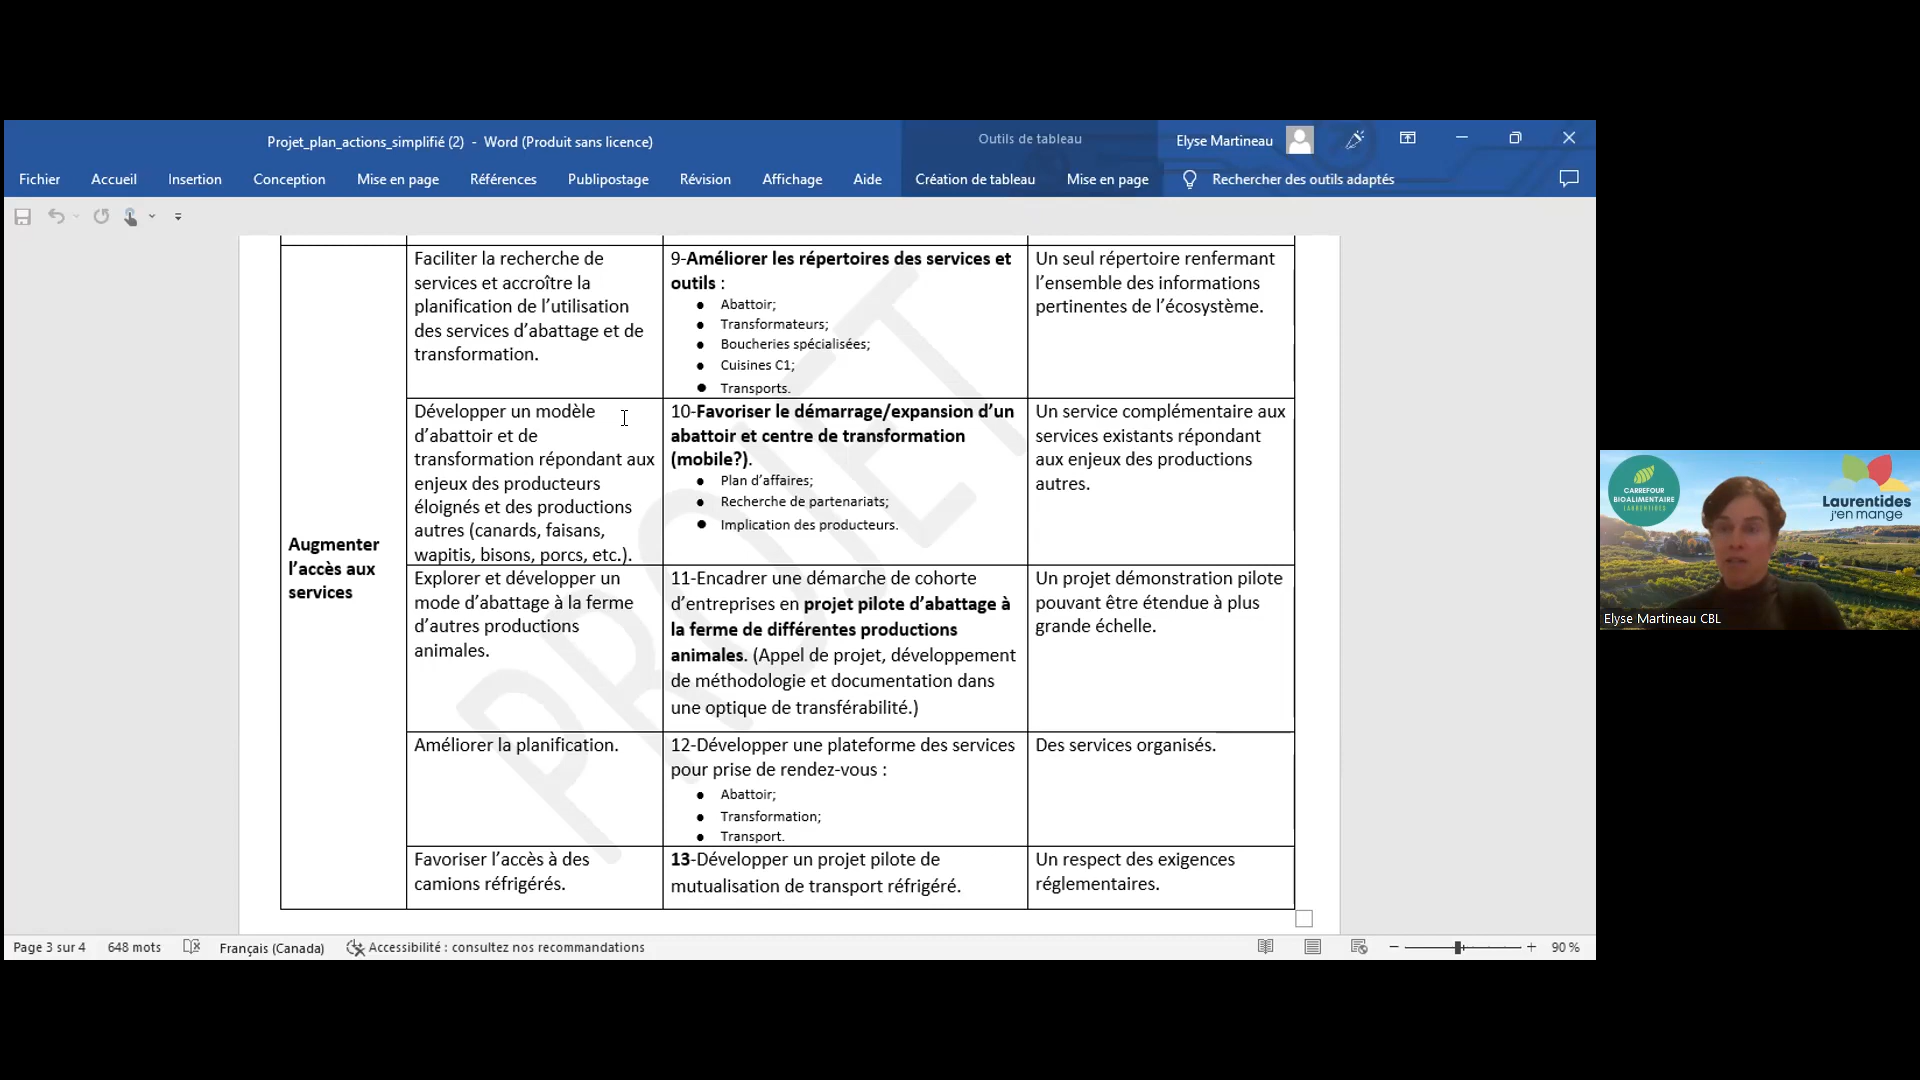 Projet_plan_actions_simplifié (2) - Word (Produit sans licence)
Outils de tableau
Elyse Martineau
Fichier Accueil Insertion Conception Mise en page Références Publipostage Révision Affichage Aide Création de tableau Mise en page Rechercher des outils adaptés
Augmenter
l’accès aux
services
Faciliter la recherche de
services et accroître la
planification de l’utilisation
des services d’abattage et de
transformation.
9-Améliorer les répertoires des services et
outils :
● Abattoir;
● Transformateurs;
● Boucheries spécialisées;
● Cuisines C1;
● Transports.
Un seul répertoire renfermant
l’ensemble des informations
pertinentes de l’écosystème.
Développer un modèle
d’abattoir et de
transformation répondant aux
enjeux des producteurs
éloignés et des productions
autres (canards, faisans,
wapitis, bisons, porcs, etc.).
10-Favoriser le démarrage/expansion d’un
abattoir et centre de transformation
(mobile?).
● Plan d’affaires;
● Recherche de partenariats;
● Implication des producteurs.
Un service complémentaire aux
services existants répondant
aux enjeux des productions
autres.
Explorer et développer un
mode d’abattage à la ferme
d’autres productions
animales.
11-Encadrer une démarche de cohorte
d’entreprises en projet pilote d’abattage à
la ferme de différentes productions
animales. (Appel de projet, développement
de méthodologie et documentation dans
une optique de transférabilité.)
Un projet démonstration pilote
pouvant être étendue à plus
grande échelle.
Améliorer la planification.
12-Développer une plateforme des services
pour prise de rendez-vous :
● Abattoir;
● Transformation;
● Transport.
Des services organisés.
Favoriser l’accès à des
camions réfrigérés.
13-Développer un projet pilote de
mutualisation de transport réfrigéré.
Un respect des exigences
réglementaires.
PROJET
Page 3 sur 4 648 mots Français (Canada) Accessibilité : consultez nos recommandations 90 %
CARREFOUR
BIOALIMENTAIRE
LAURENTIDES
Laurentides
j'en mange
Elyse Martineau CBL